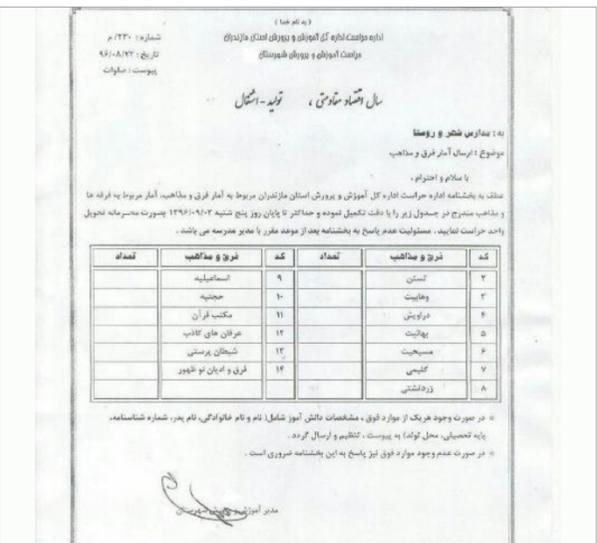 ( به نام خدا )
اداره حراست اداره کل آموزش و پرورش استان مازندران
حراست آموزش و پرورش شهرستان
شماره : ۲۳۰/ م
تاریخ : ۹۶/۰۸/۲۲
پیوست : صلوات
سال اقتصاد مقاومتی ، تولید - اشتغال
به : مدارس شهر و روستا
موضوع : ارسال آمار فرق و مذاهب
با سلام و احترام ،
عطف به بخشنامه اداره حراست اداره کل آموزش و پرورش استان مازندران مربوط به آمار فرق و مذاهب، آمار مربوط به فرقه ها
و مذاهب مندرج در جدول زیر را با دقت تکمیل نموده و حداکثر تا پایان روز پنج شنبه ۱۳۹۶/۰۹/۰۲ بصورت محرمانه تحویل
واحد حراست نمایید . مسئولیت عدم پاسخ به بخشنامه بعد از موعد مقرر با مدیر مدرسه می باشد .
کد فرق و مذاهب تعداد کد فرق و مذاهب تعداد
۲ تسنن ۹ اسماعیلیه
۳ وهابیت ۱۰ حجتیه
۴ دراویش ۱۱ مکتب قرآن
۵ بهائیت ۱۲ عرفان های کاذب
۶ مسیحیت ۱۳ شیطان پرستی
۷ کلیمی ۱۴ فرق و ادیان نو ظهور
۸ زردتشتی
در صورت وجود هریک از موارد فوق ، مشخصات دانش آموز شامل( نام و نام خانوادگی، نام پدر، شماره شناسنامه،
پایه تحصیلی، محل تولد) به پیوست ، تنظیم و ارسال گردد .
در صورت عدم وجود موارد فوق نیز پاسخ به این بخشنامه ضروری است .
مدیر آموزش و پرورش شهرستان